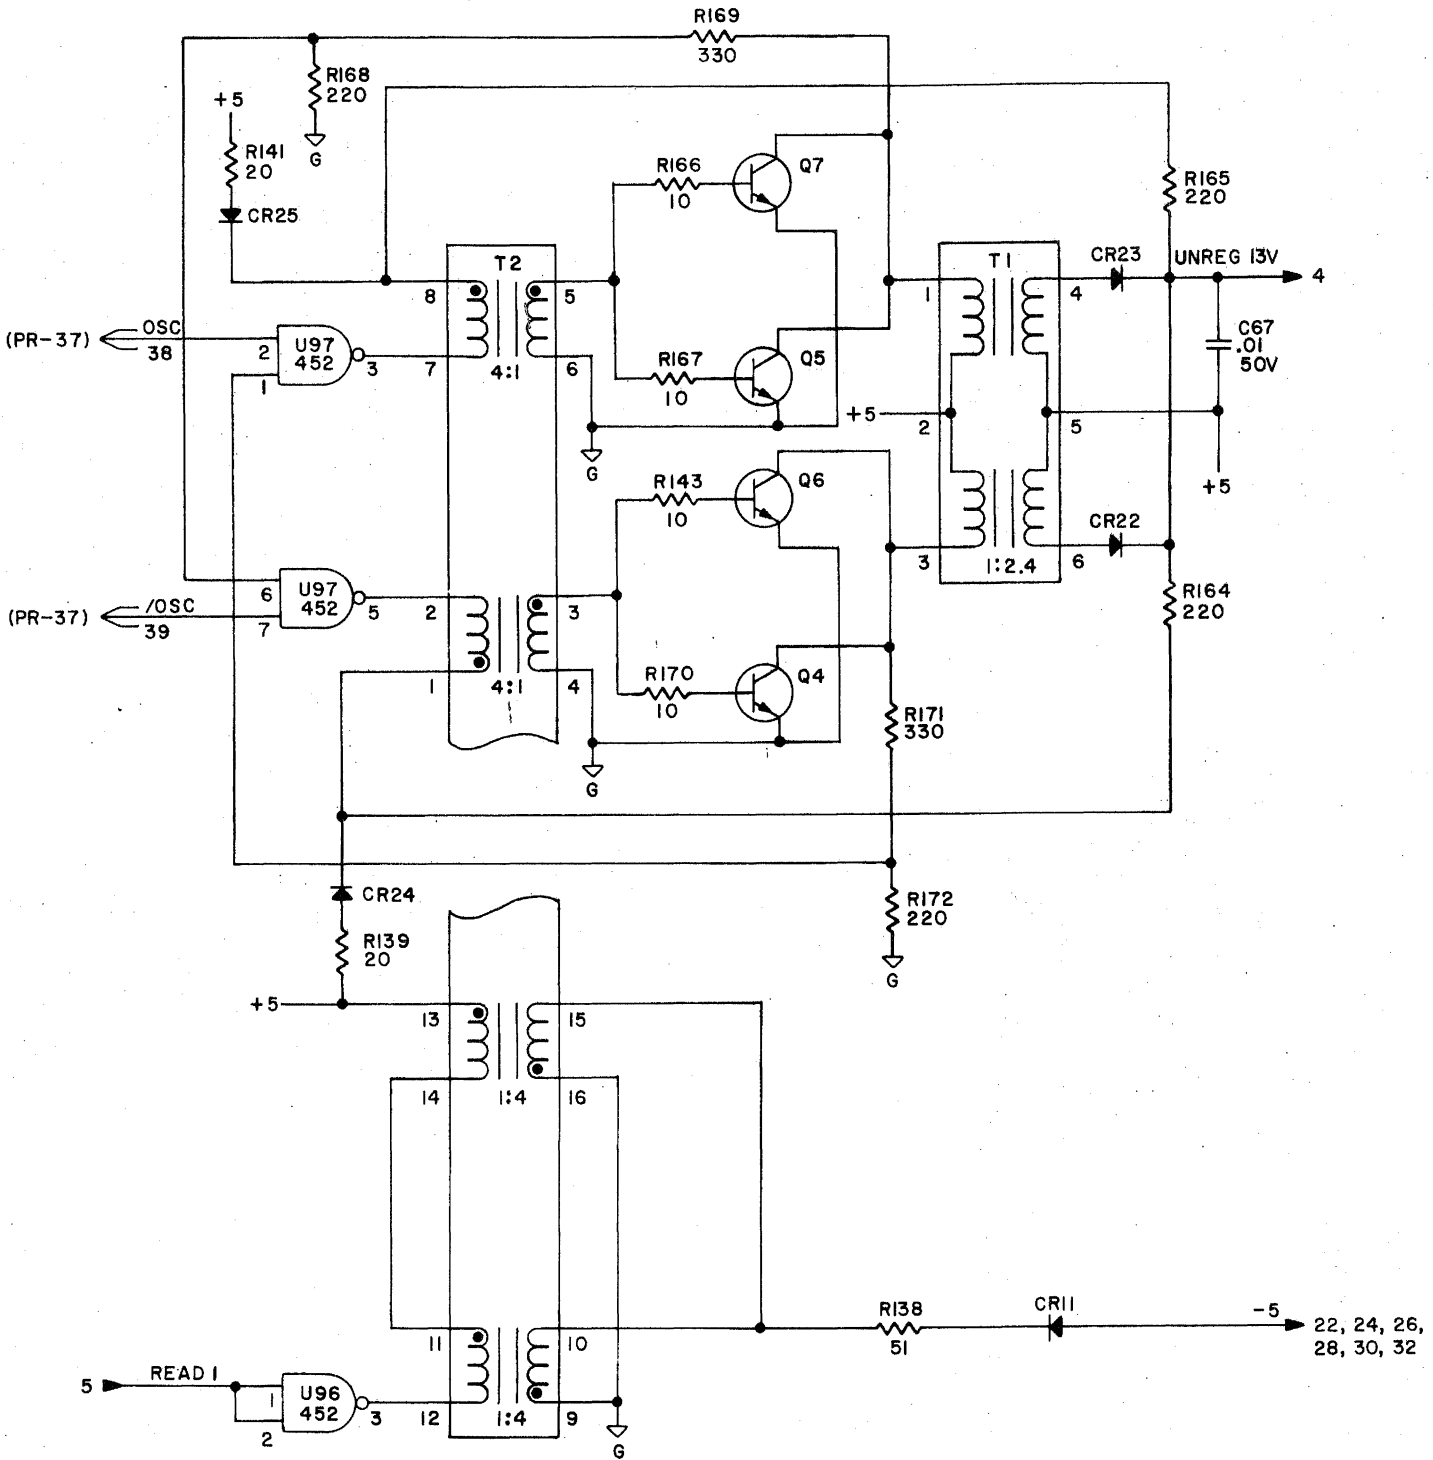 R169
330
R168
220
+5
G
R141
20
CR25
R166
10
Q7
R165
220
T2
8
5
T1
1
4
CR23
UNREG 13V
4
(PR-37)
OSC
38
2
U97
452
3
1
7
4:1
6
R167
10
Q5
C67
.01
50V
+5
2
5
G
+5
R143
10
Q6
CR22
3
1:2.4
6
(PR-37)
/OSC
39
6
U97
452
5
7
2
3
R164
220
1
4:1
4
R170
10
Q4
R171
330
G
CR24
R172
220
G
R139
20
+5
13
15
14
1:4
16
11
10
R138
51
CR11
-5
22, 24, 26,
28, 30, 32
5
READ 1
1
U96
452
3
2
12
1:4
9
G